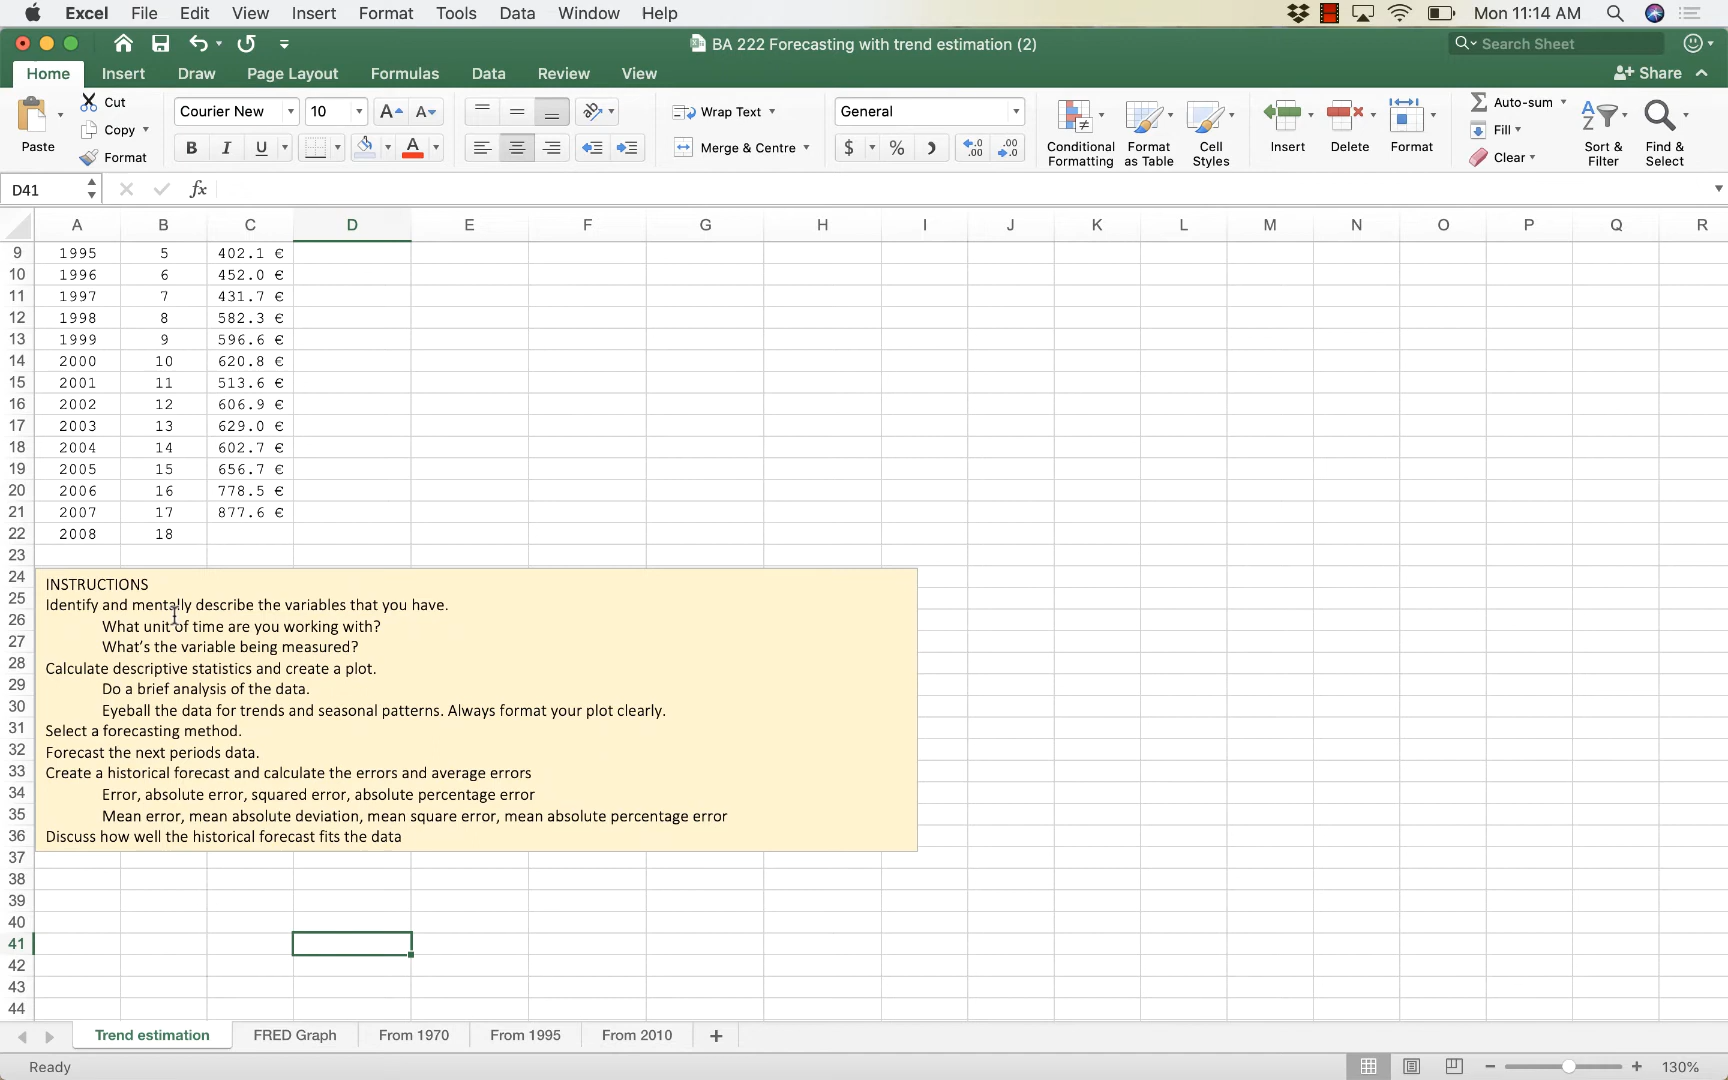 Excel File Edit View Insert Format Tools Data Window Help Mon 11:14 AM
BA 222 Forecasting with trend estimation (2) Search Sheet
Home Insert Draw Page Layout Formulas Data Review View Share
Paste Cut Copy Format
Courier New 10
B I U
Wrap Text
Merge & Centre
General
$ %
Conditional Formatting
Format as Table
Cell Styles
Insert Delete Format
Auto-sum
Fill
Clear
Sort & Filter
Find & Select
D41 fx
A B C D E F G H I J K L M N O P Q R
9 1995 5 402.1 €
10 1996 6 452.0 €
11 1997 7 431.7 €
12 1998 8 582.3 €
13 1999 9 596.6 €
14 2000 10 620.8 €
15 2001 11 513.6 €
16 2002 12 606.9 €
17 2003 13 629.0 €
18 2004 14 602.7 €
19 2005 15 656.7 €
20 2006 16 778.5 €
21 2007 17 877.6 €
22 2008 18
23
24
25
26
27
28
29
30
31
32
33
34
35
36
37
38
39
40
41
42
43
44
INSTRUCTIONS
Identify and mentally describe the variables that you have.
What unit of time are you working with?
What's the variable being measured?
Calculate descriptive statistics and create a plot.
Do a brief analysis of the data.
Eyeball the data for trends and seasonal patterns. Always format your plot clearly.
Select a forecasting method.
Forecast the next periods data.
Create a historical forecast and calculate the errors and average errors
Error, absolute error, squared error, absolute percentage error
Mean error, mean absolute deviation, mean square error, mean absolute percentage error
Discuss how well the historical forecast fits the data
Trend estimation FRED Graph From 1970 From 1995 From 2010 +
Ready 130%